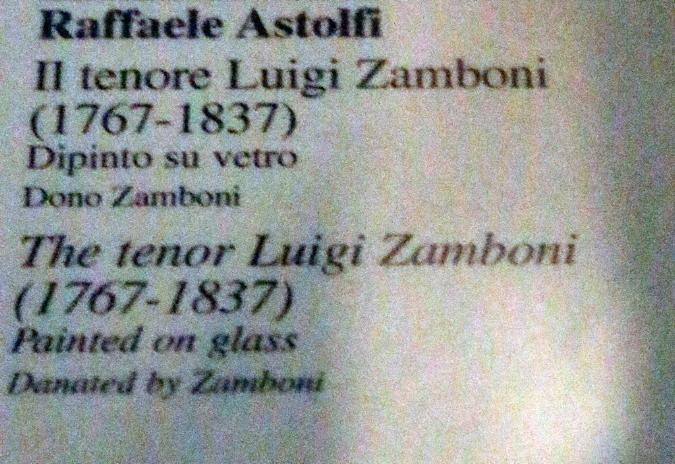 Raffaele Astolfi
Il tenore Luigi Zamboni
(1767-1837)
Dipinto su vetro
Dono Zamboni
The tenor Luigi Zamboni
(1767-1837)
Painted on glass
Danated by Zamboni